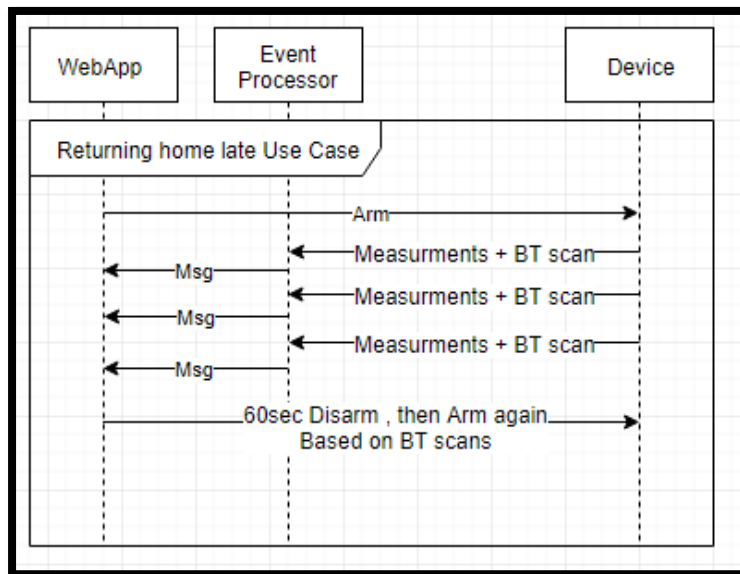 WebApp
Event
Processor
Device
Returning home late Use Case
Arm
Measurments + BT scan
Msg
Measurments + BT scan
Msg
Measurments + BT scan
Msg
60sec Disarm , then Arm again
Based on BT scans